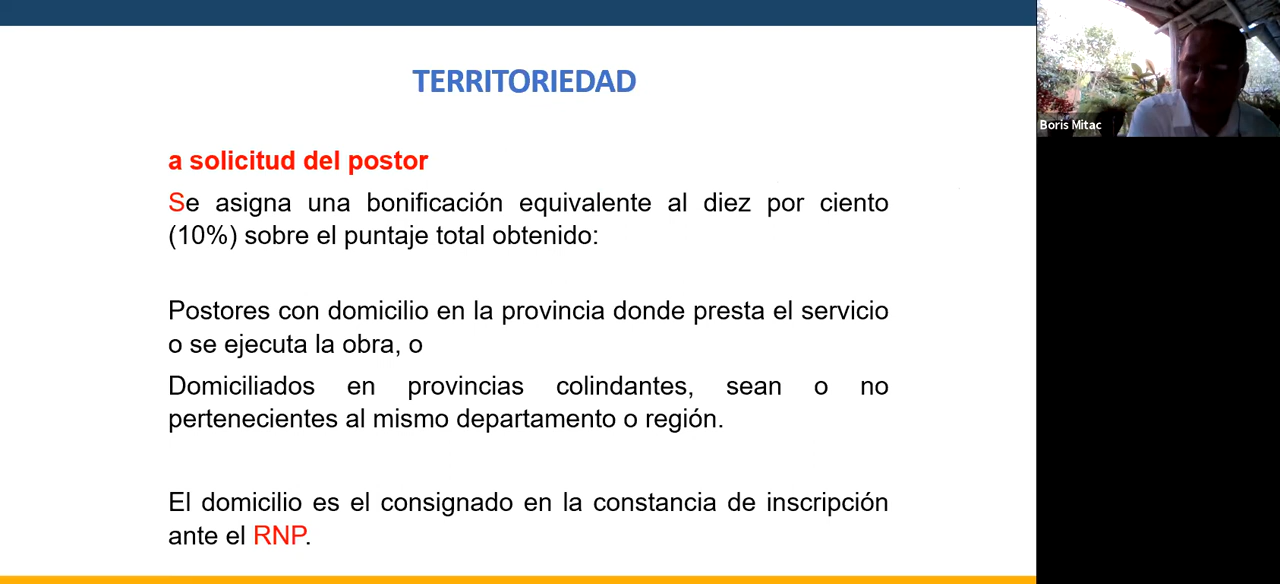 TERRITORIEDAD
a solicitud del postor
Se asigna una bonificación equivalente al diez por ciento
(10%) sobre el puntaje total obtenido:
Postores con domicilio en la provincia donde presta el servicio
o se ejecuta la obra, o
Domiciliados en provincias colindantes, sean o no
pertenecientes al mismo departamento o región.
El domicilio es el consignado en la constancia de inscripción
ante el RNP.
Boris Mitac